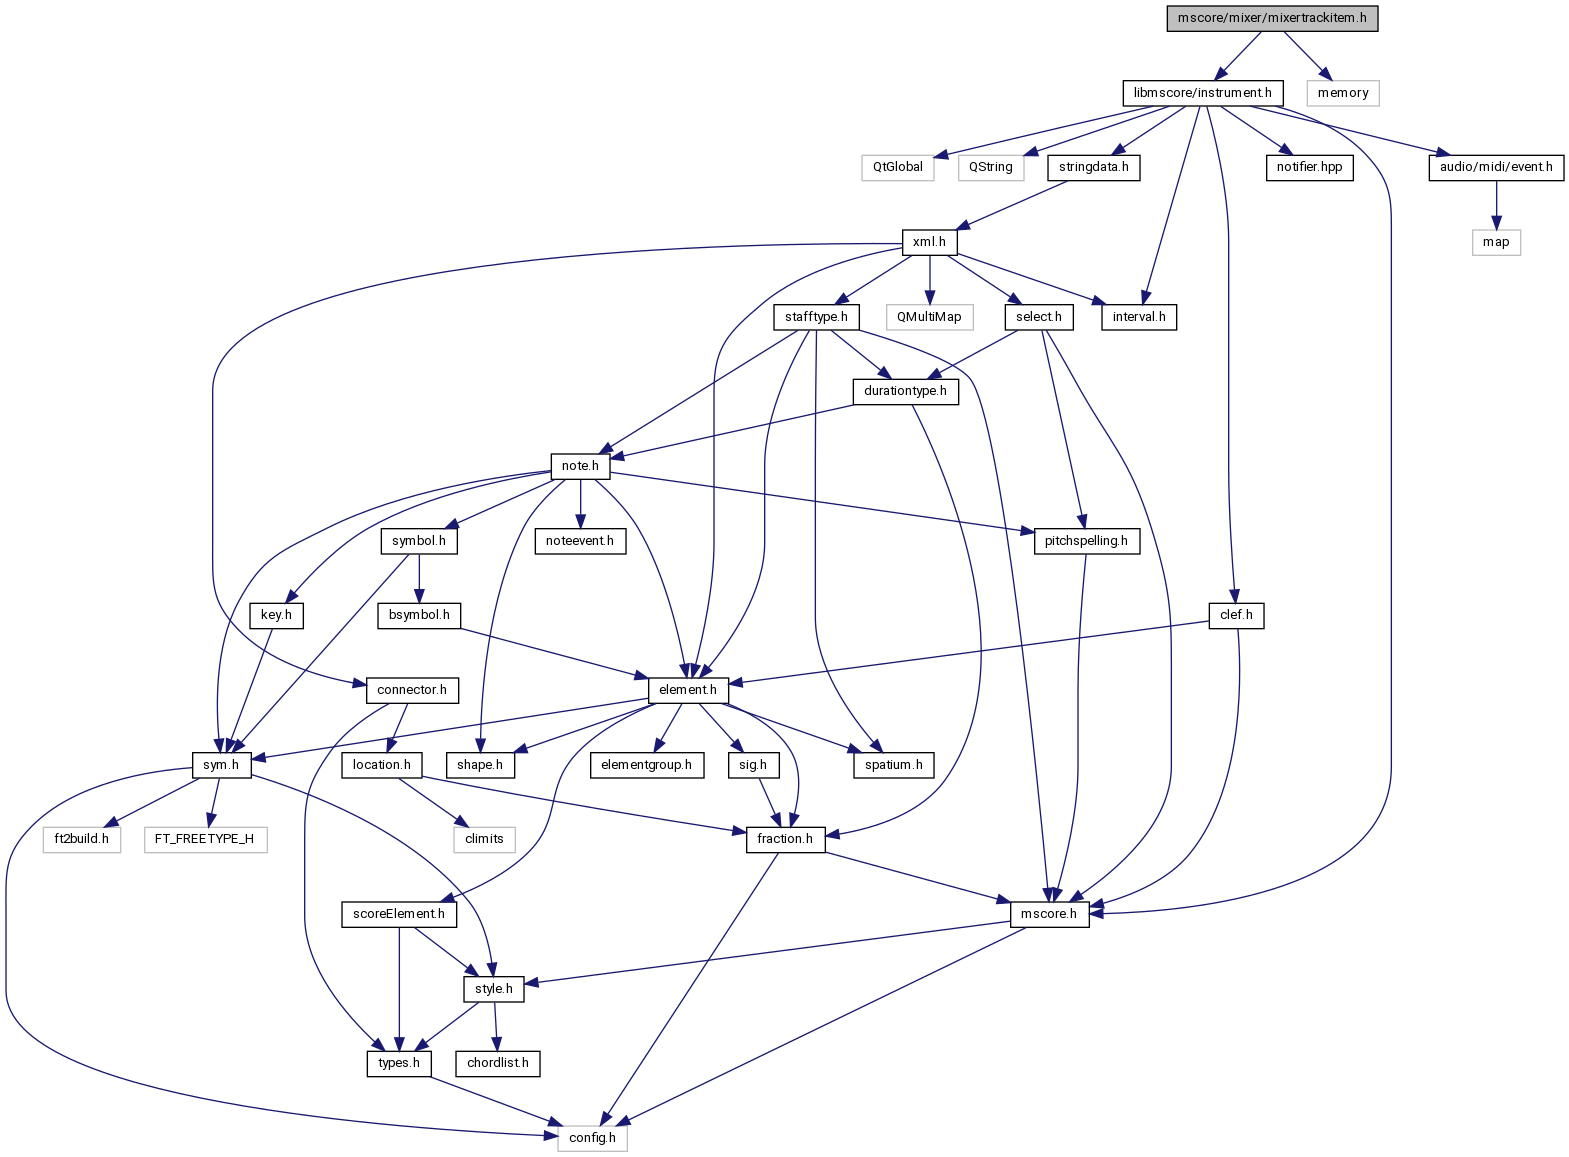 mscore/mixer/mixertrackitem.h
libmscore/instrument.h
memory
QtGlobal
QString
stringdata.h
notifier.hpp
audio/midi/event.h
xml.h
map
stafftype.h
QMultiMap
select.h
interval.h
durationtype.h
note.h
symbol.h
noteevent.h
pitchspelling.h
key.h
bsymbol.h
clef.h
connector.h
element.h
sym.h
location.h
shape.h
elementgroup.h
sig.h
spatium.h
ft2build.h
FT_FREETYPE_H
climits
fraction.h
scoreElement.h
mscore.h
style.h
types.h
chordlist.h
config.h